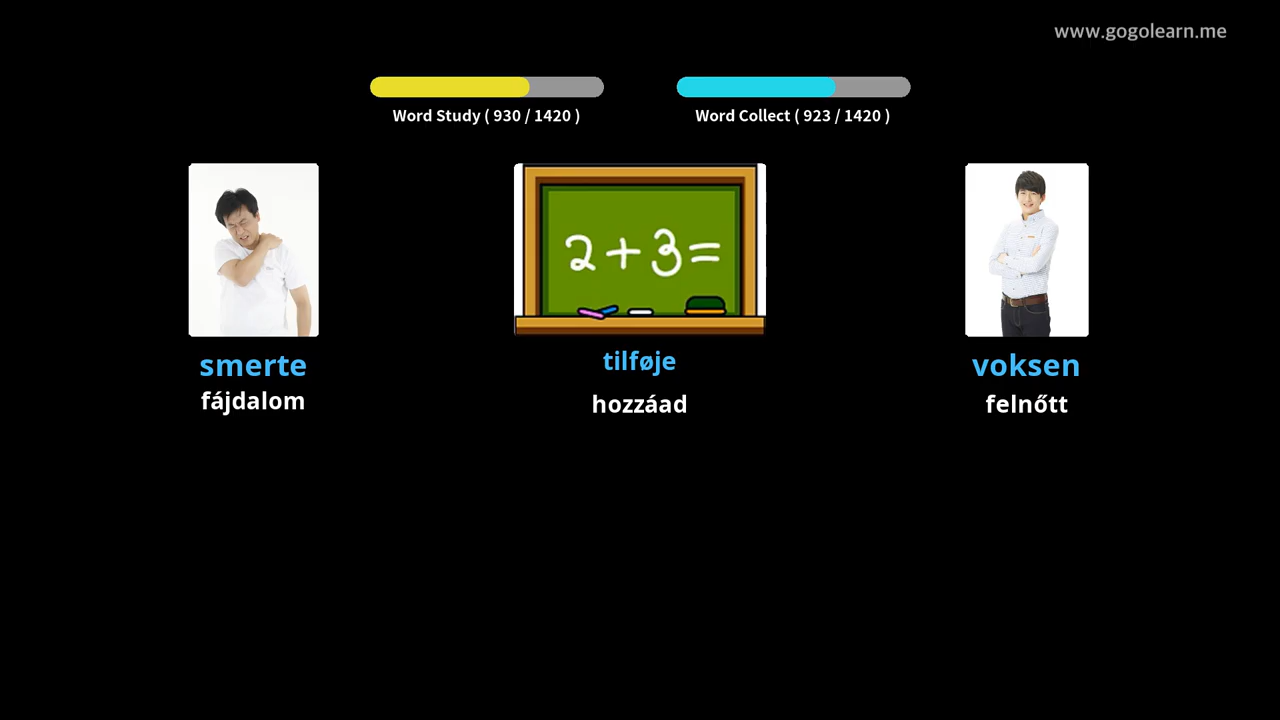 www.gogolearn.me
Word Study ( 930 / 1420 )
Word Collect ( 923 / 1420 )
2+3=
smerte
fájdalom
tilføje
hozzáad
voksen
felnőtt